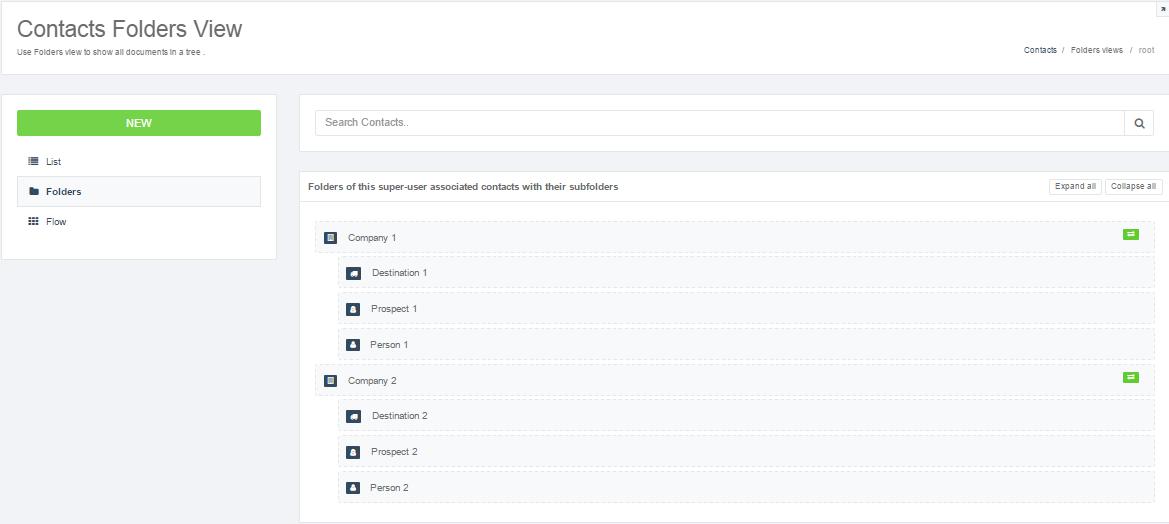 Contacts Folders View
Use Folders view to show all documents in a tree .
Contacts / Folders views / root
NEW
List
Folders
Flow
Search Contacts..
Folders of this super-user associated contacts with their subfolders
Expand all
Collapse all
Company 1
Destination 1
Prospect 1
Person 1
Company 2
Destination 2
Prospect 2
Person 2